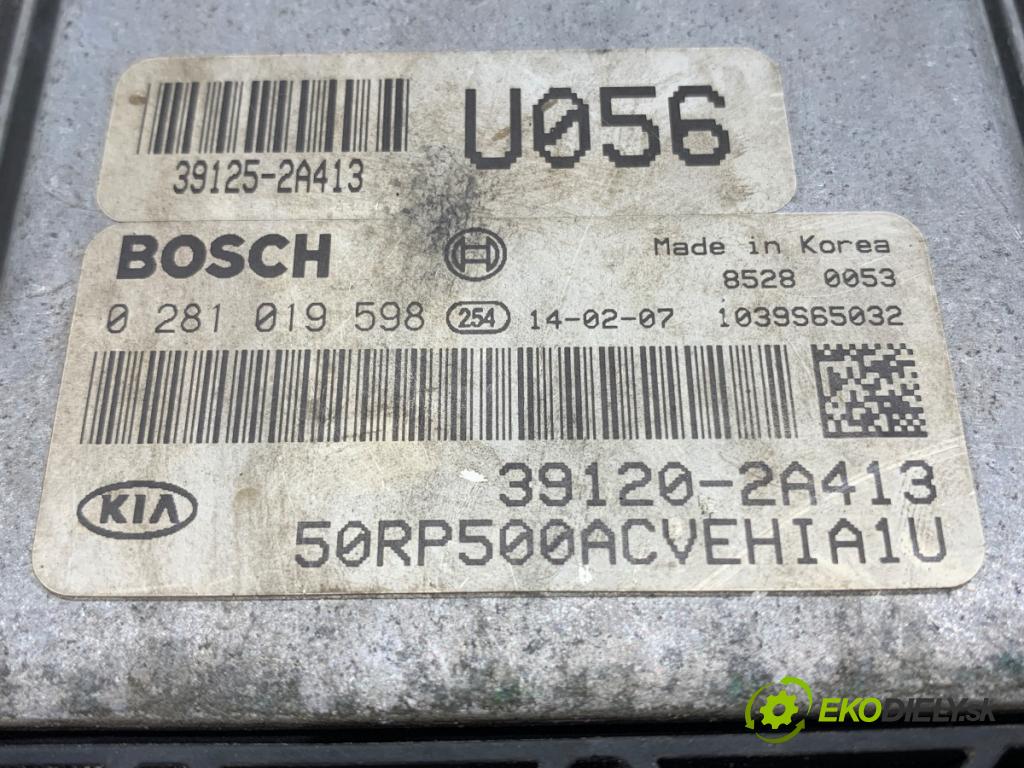 U056
39125-2A413
BOSCH
Made in Korea
8528 0053
0 281 019 598 254 14-02-07 1039S65032
39120-2A413
KIA
50RP500ACVEHIA1U
EKODIELY.SK